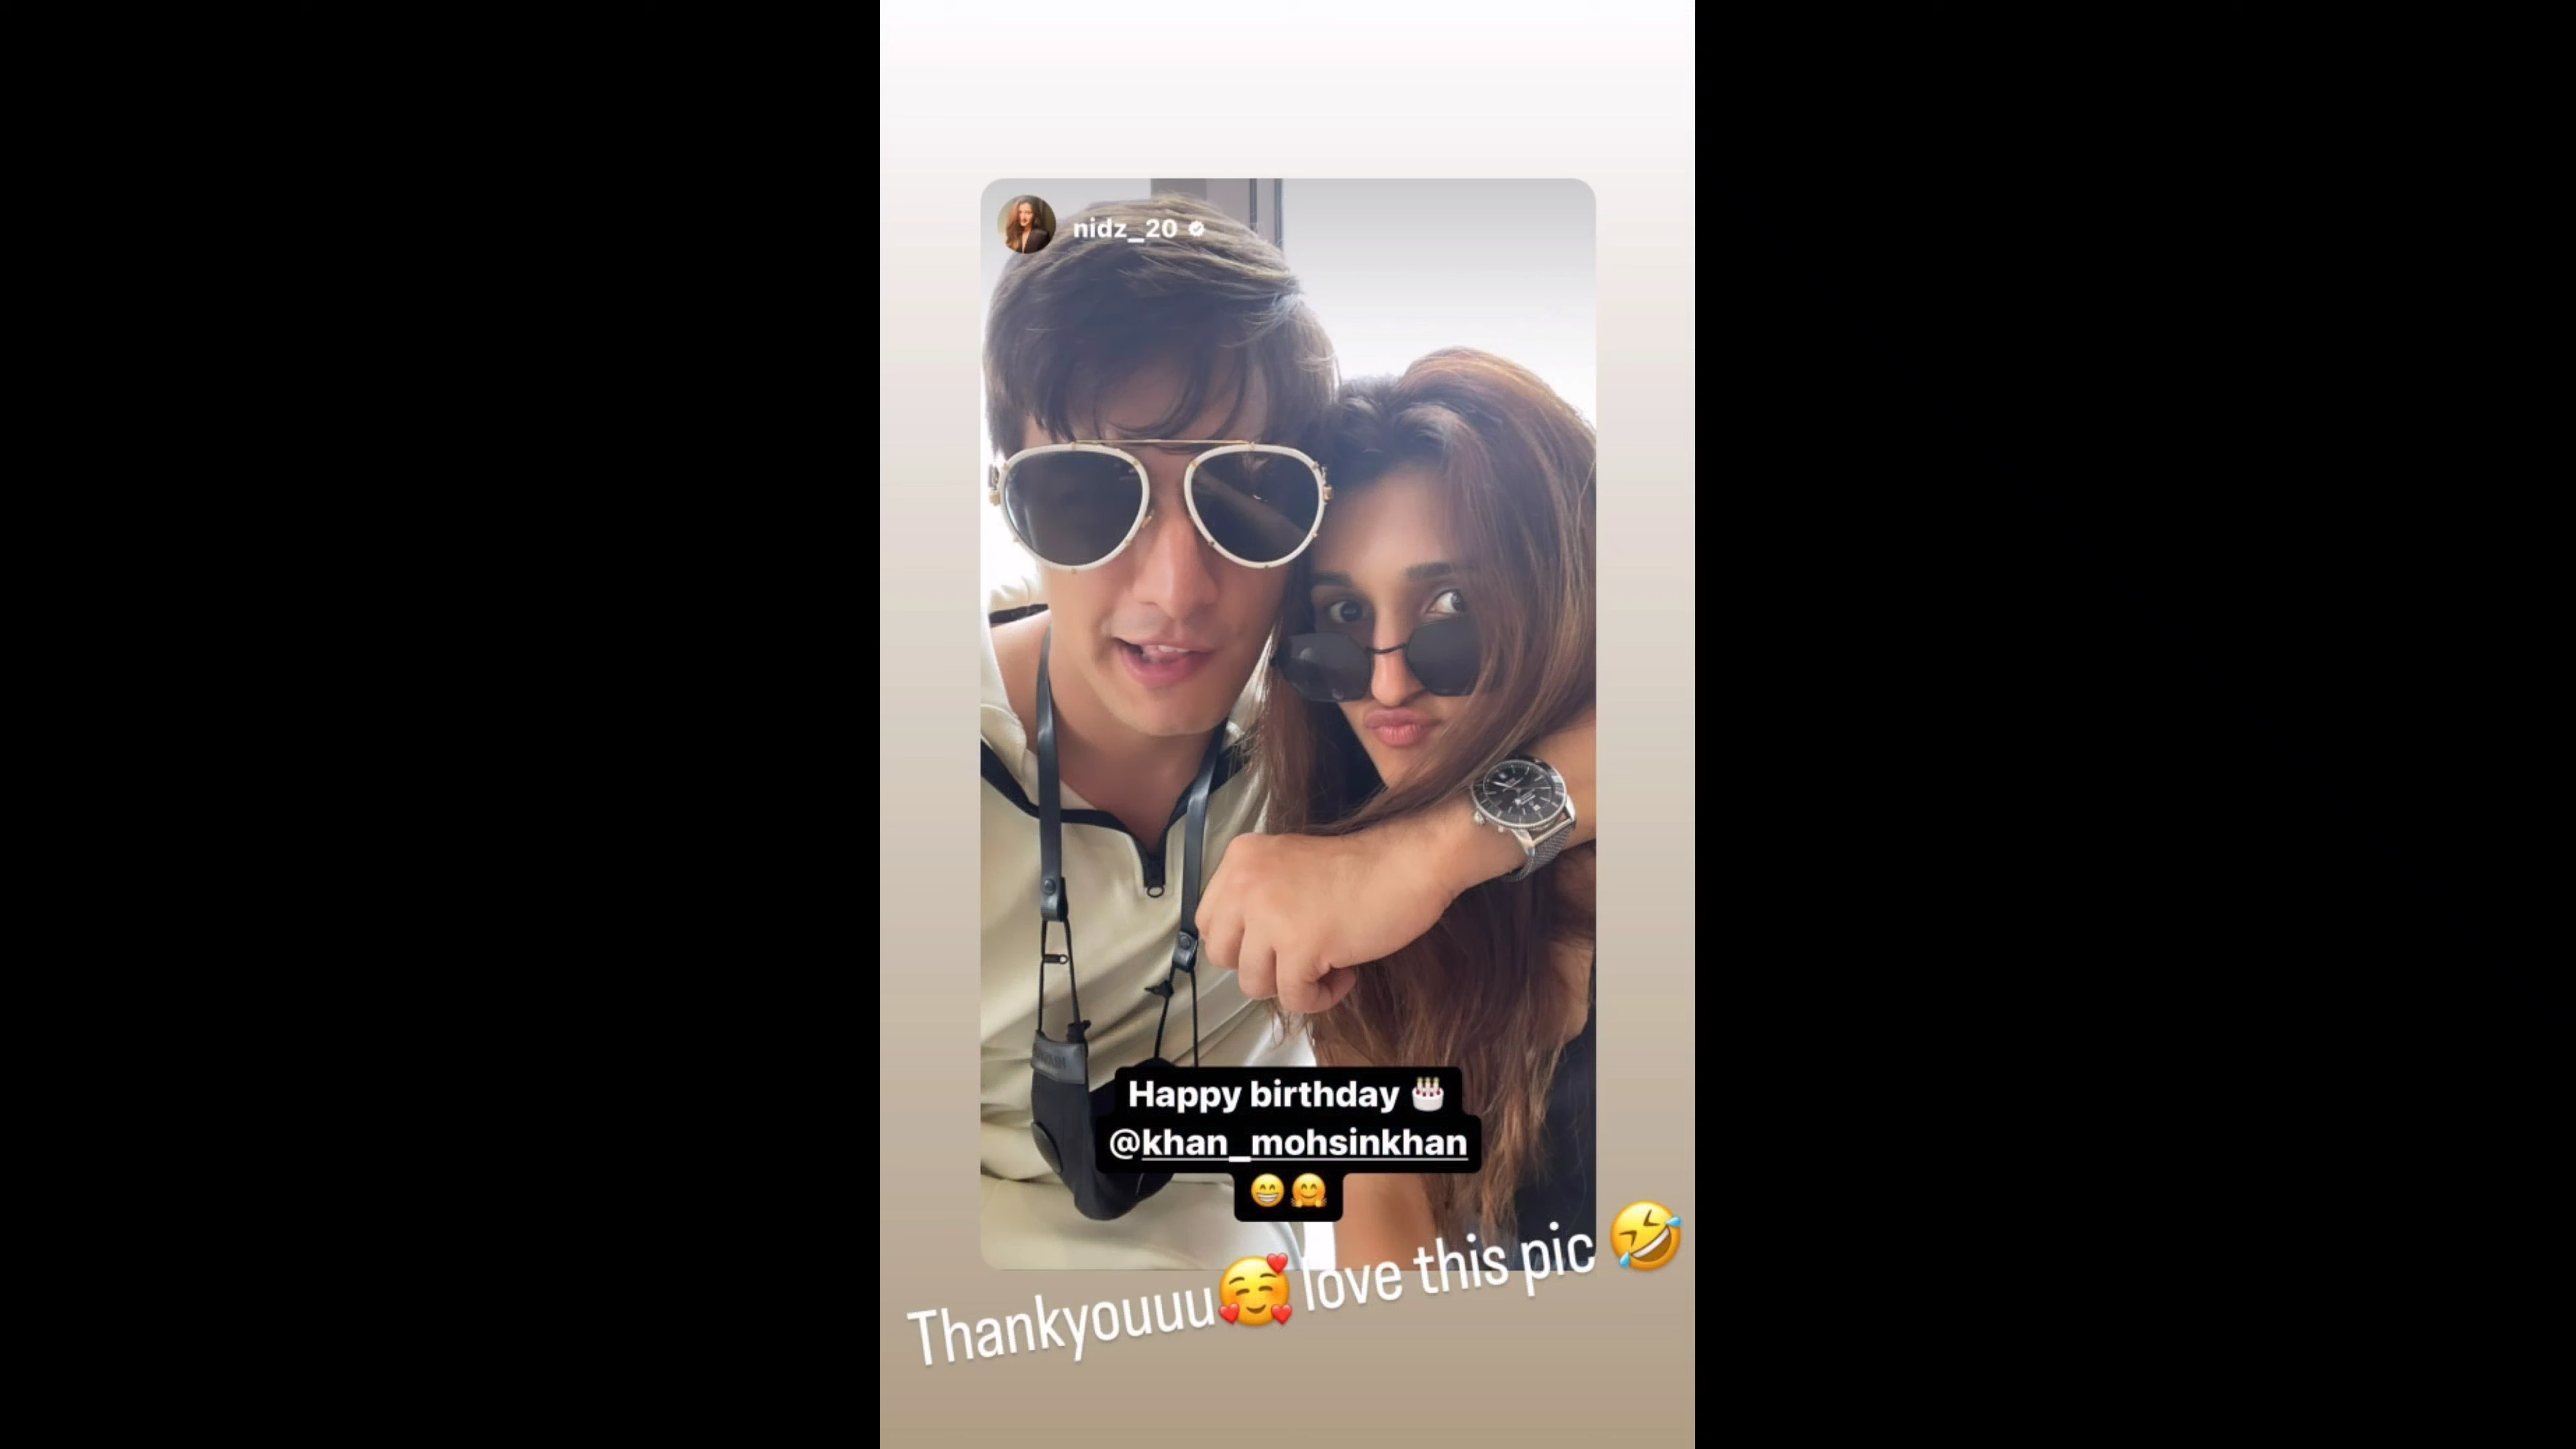 nidz_20
Happy birthday 🎂
@khan_mohsinkhan
😁🤗
Thankyouuu🥰 love this pic 🤣